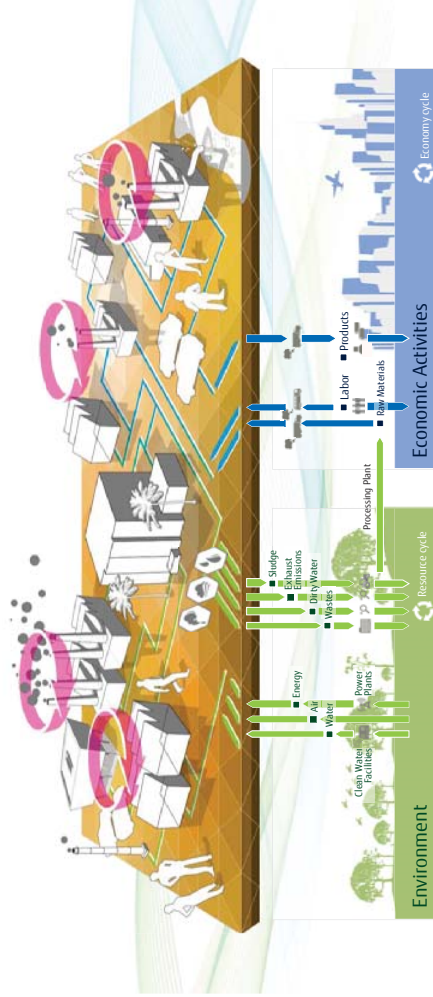 Sludge
Exhaust
Emissions
Dirty Water
Wastes
Energy
Air
Water
Power
Plants
Clean Water
Facilities
Processing Plant
Products
Labor
Raw Materials
Environment
Resource cycle
Economic Activities
Economy cycle